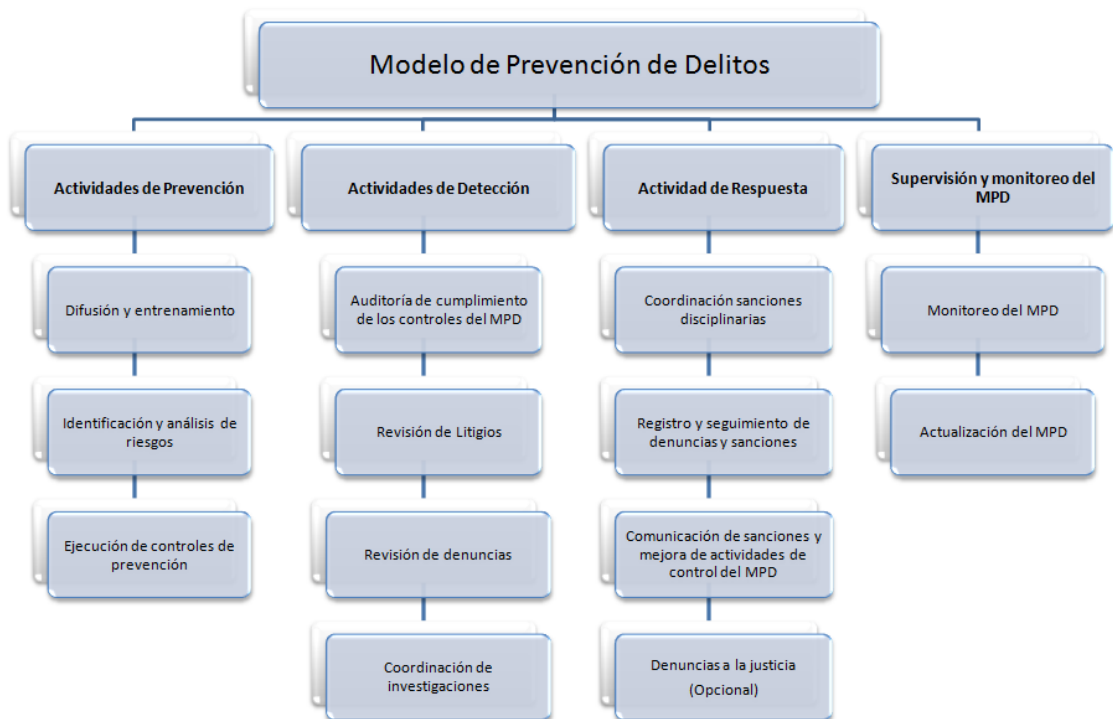 Modelo de Prevención de Delitos
Actividades de Prevención
Difusión y entrenamiento
Identificación y análisis de
riesgos
Ejecución de controles de
prevención
Actividades de Detección
Auditoría de cumplimiento
de los controles del MPD
Revisión de Litigios
Revisión de denuncias
Coordinación de
investigaciones
Actividad de Respuesta
Coordinación sanciones
disciplinarias
Registro y seguimiento de
denuncias y sanciones
Comunicación de sanciones y
mejora de actividades de
control del MPD
Denuncias a la justicia
(Opcional)
Supervisión y monitoreo del
MPD
Monitoreo del MPD
Actualización del MPD